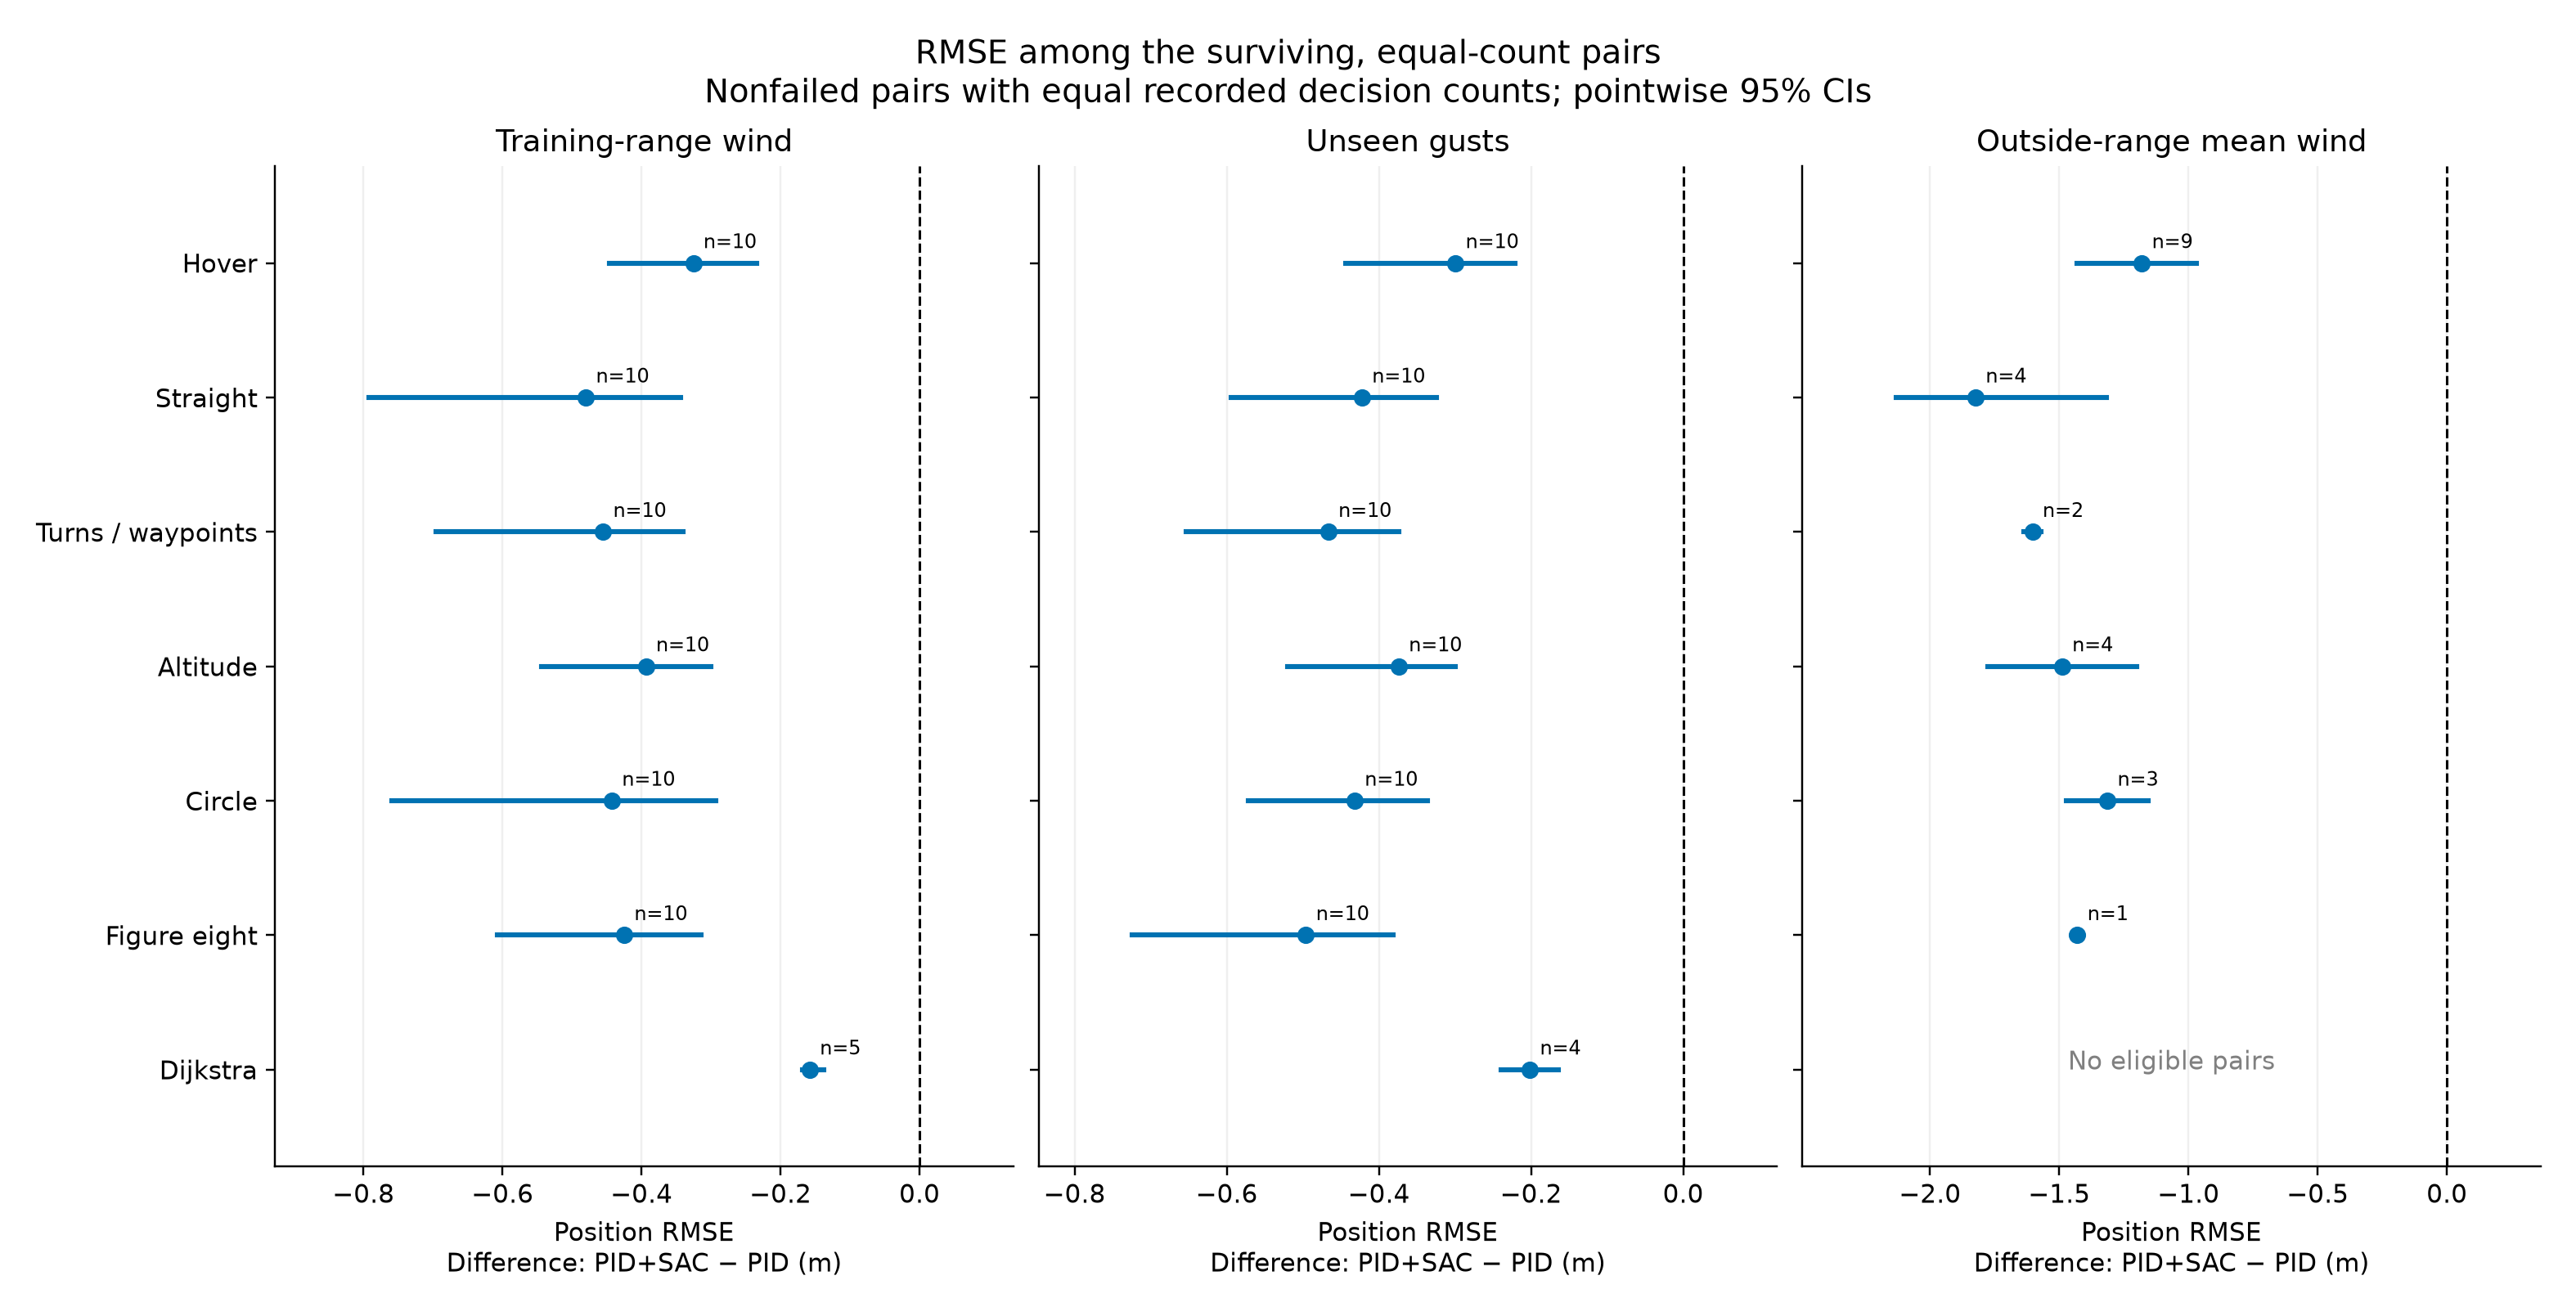 RMSE among the surviving, equal-count pairs
Nonfailed pairs with equal recorded decision counts; pointwise 95% CIs
Training-range wind
Hover
Straight
Turns / waypoints
Altitude
Circle
Figure eight
Dijkstra
n=10
n=10
n=10
n=10
n=10
n=10
n=5
−0.8 −0.6 −0.4 −0.2 0.0
Position RMSE
Difference: PID+SAC − PID (m)
Unseen gusts
n=10
n=10
n=10
n=10
n=10
n=10
n=4
−0.8 −0.6 −0.4 −0.2 0.0
Position RMSE
Difference: PID+SAC − PID (m)
Outside-range mean wind
n=9
n=4
n=2
n=4
n=3
n=1
No eligible pairs
−2.0 −1.5 −1.0 −0.5 0.0
Position RMSE
Difference: PID+SAC − PID (m)